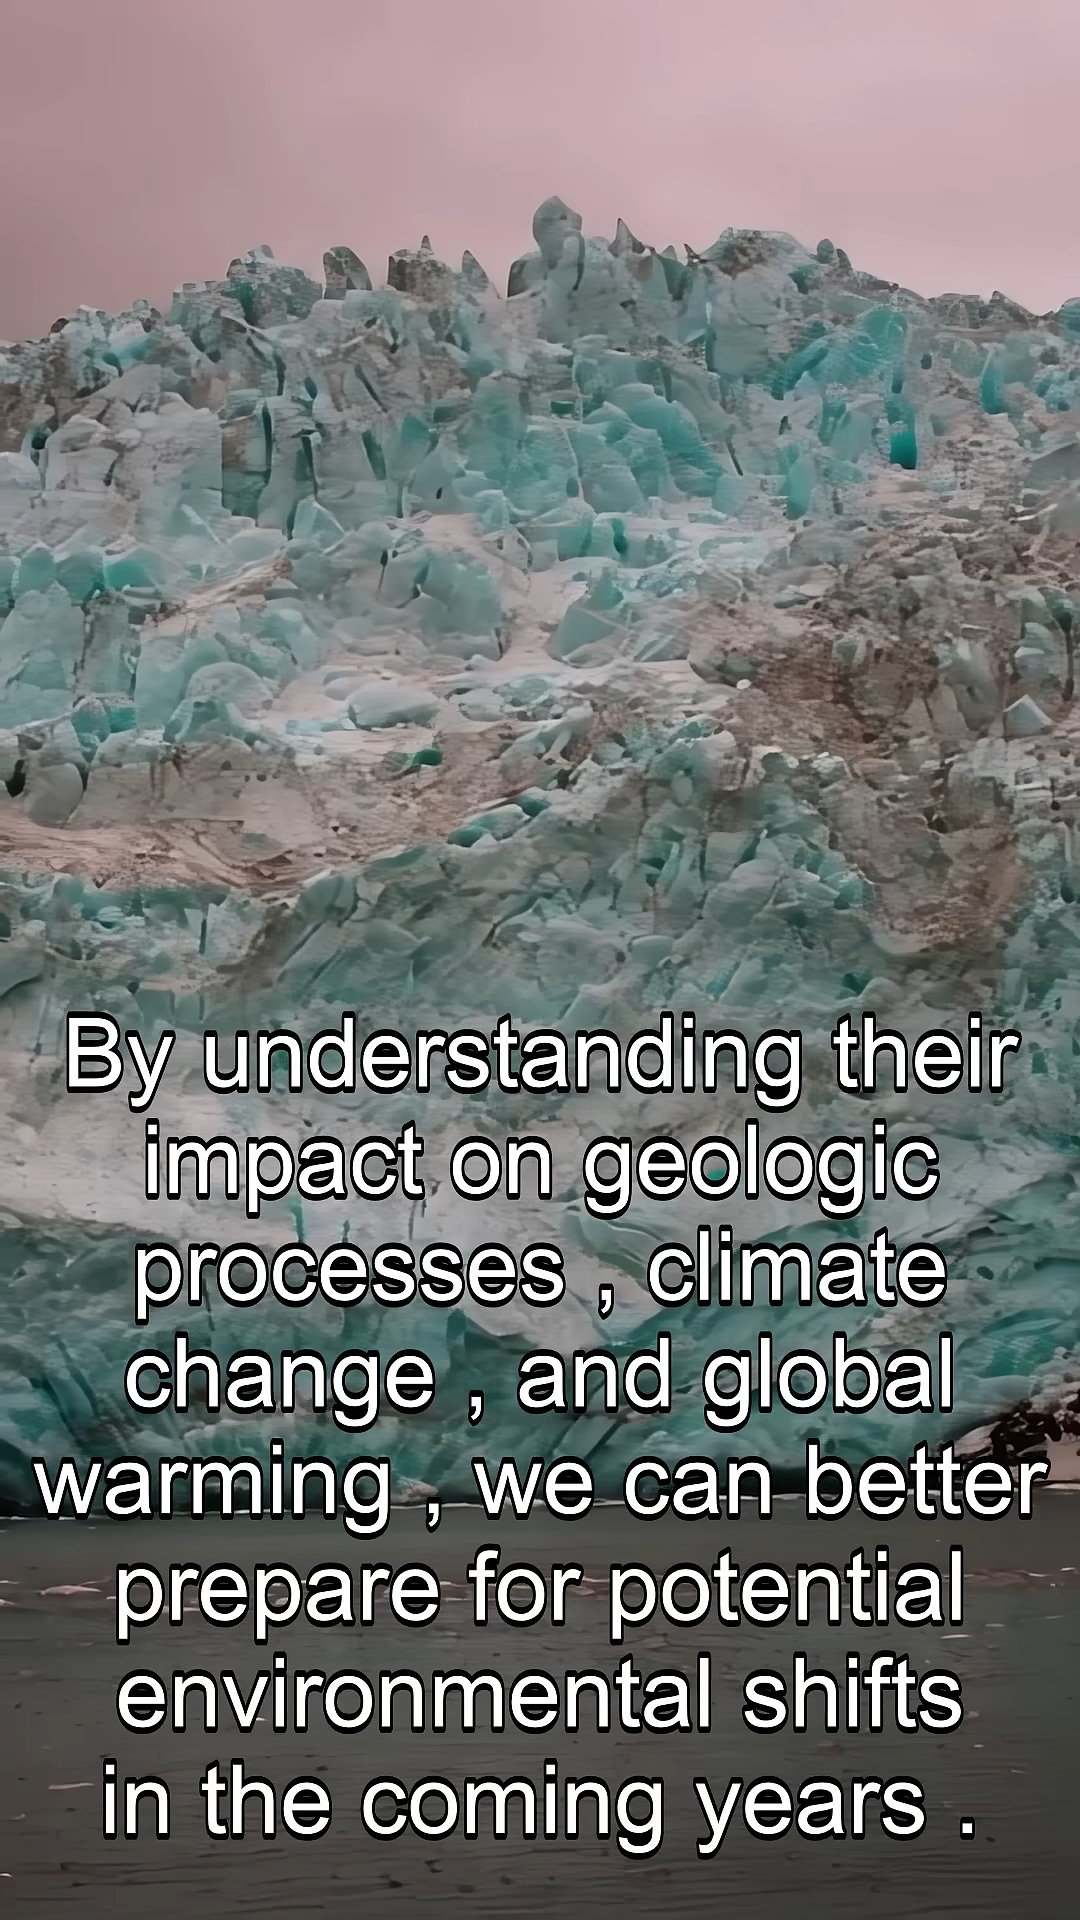 By understanding their
impact on geologic
processes , climate
change , and global
warming , we can better
prepare for potential
environmental shifts
in the coming years .